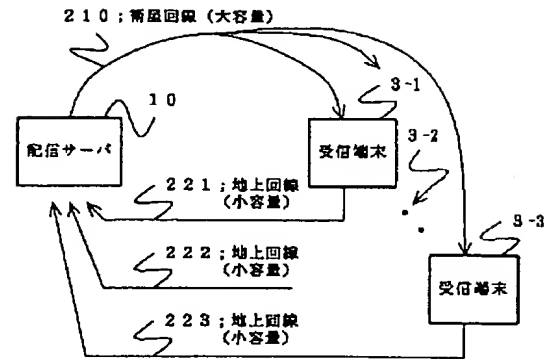 210;衛星回線(大容量)
10
3-1
配信サーバ
受信端末
3-2
221;地上回線
(小容量)
3-3
222;地上回線
(小容量)
受信端末
223;地上回線
(小容量)